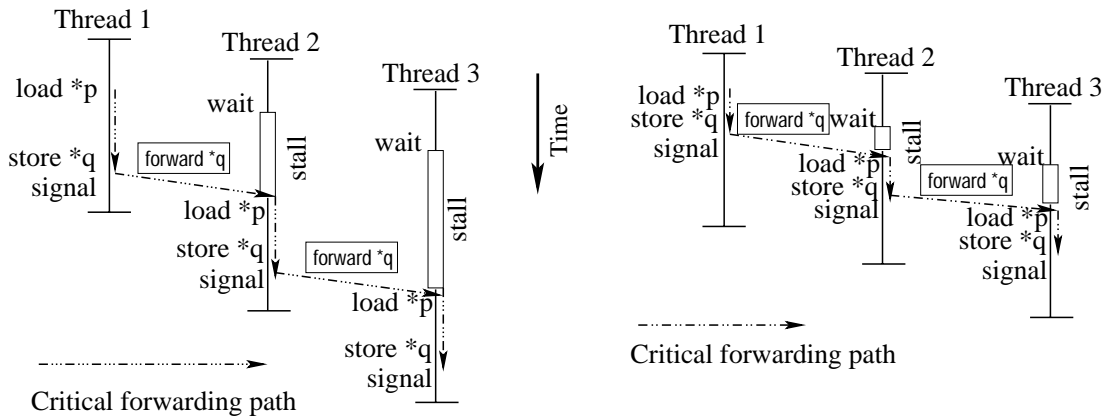 Thread 1
load *p
store *q
signal
forward *q
Thread 2
wait
stall
load *p
store *q
signal
forward *q
Thread 3
wait
stall
load *p
store *q
signal
Critical forwarding path
Time
Thread 1
load *p
store *q
signal
forward *q
Thread 2
wait
stall
load *p
store *q
signal
forward *q
Thread 3
wait
stall
load *p
store *q
signal
Critical forwarding path